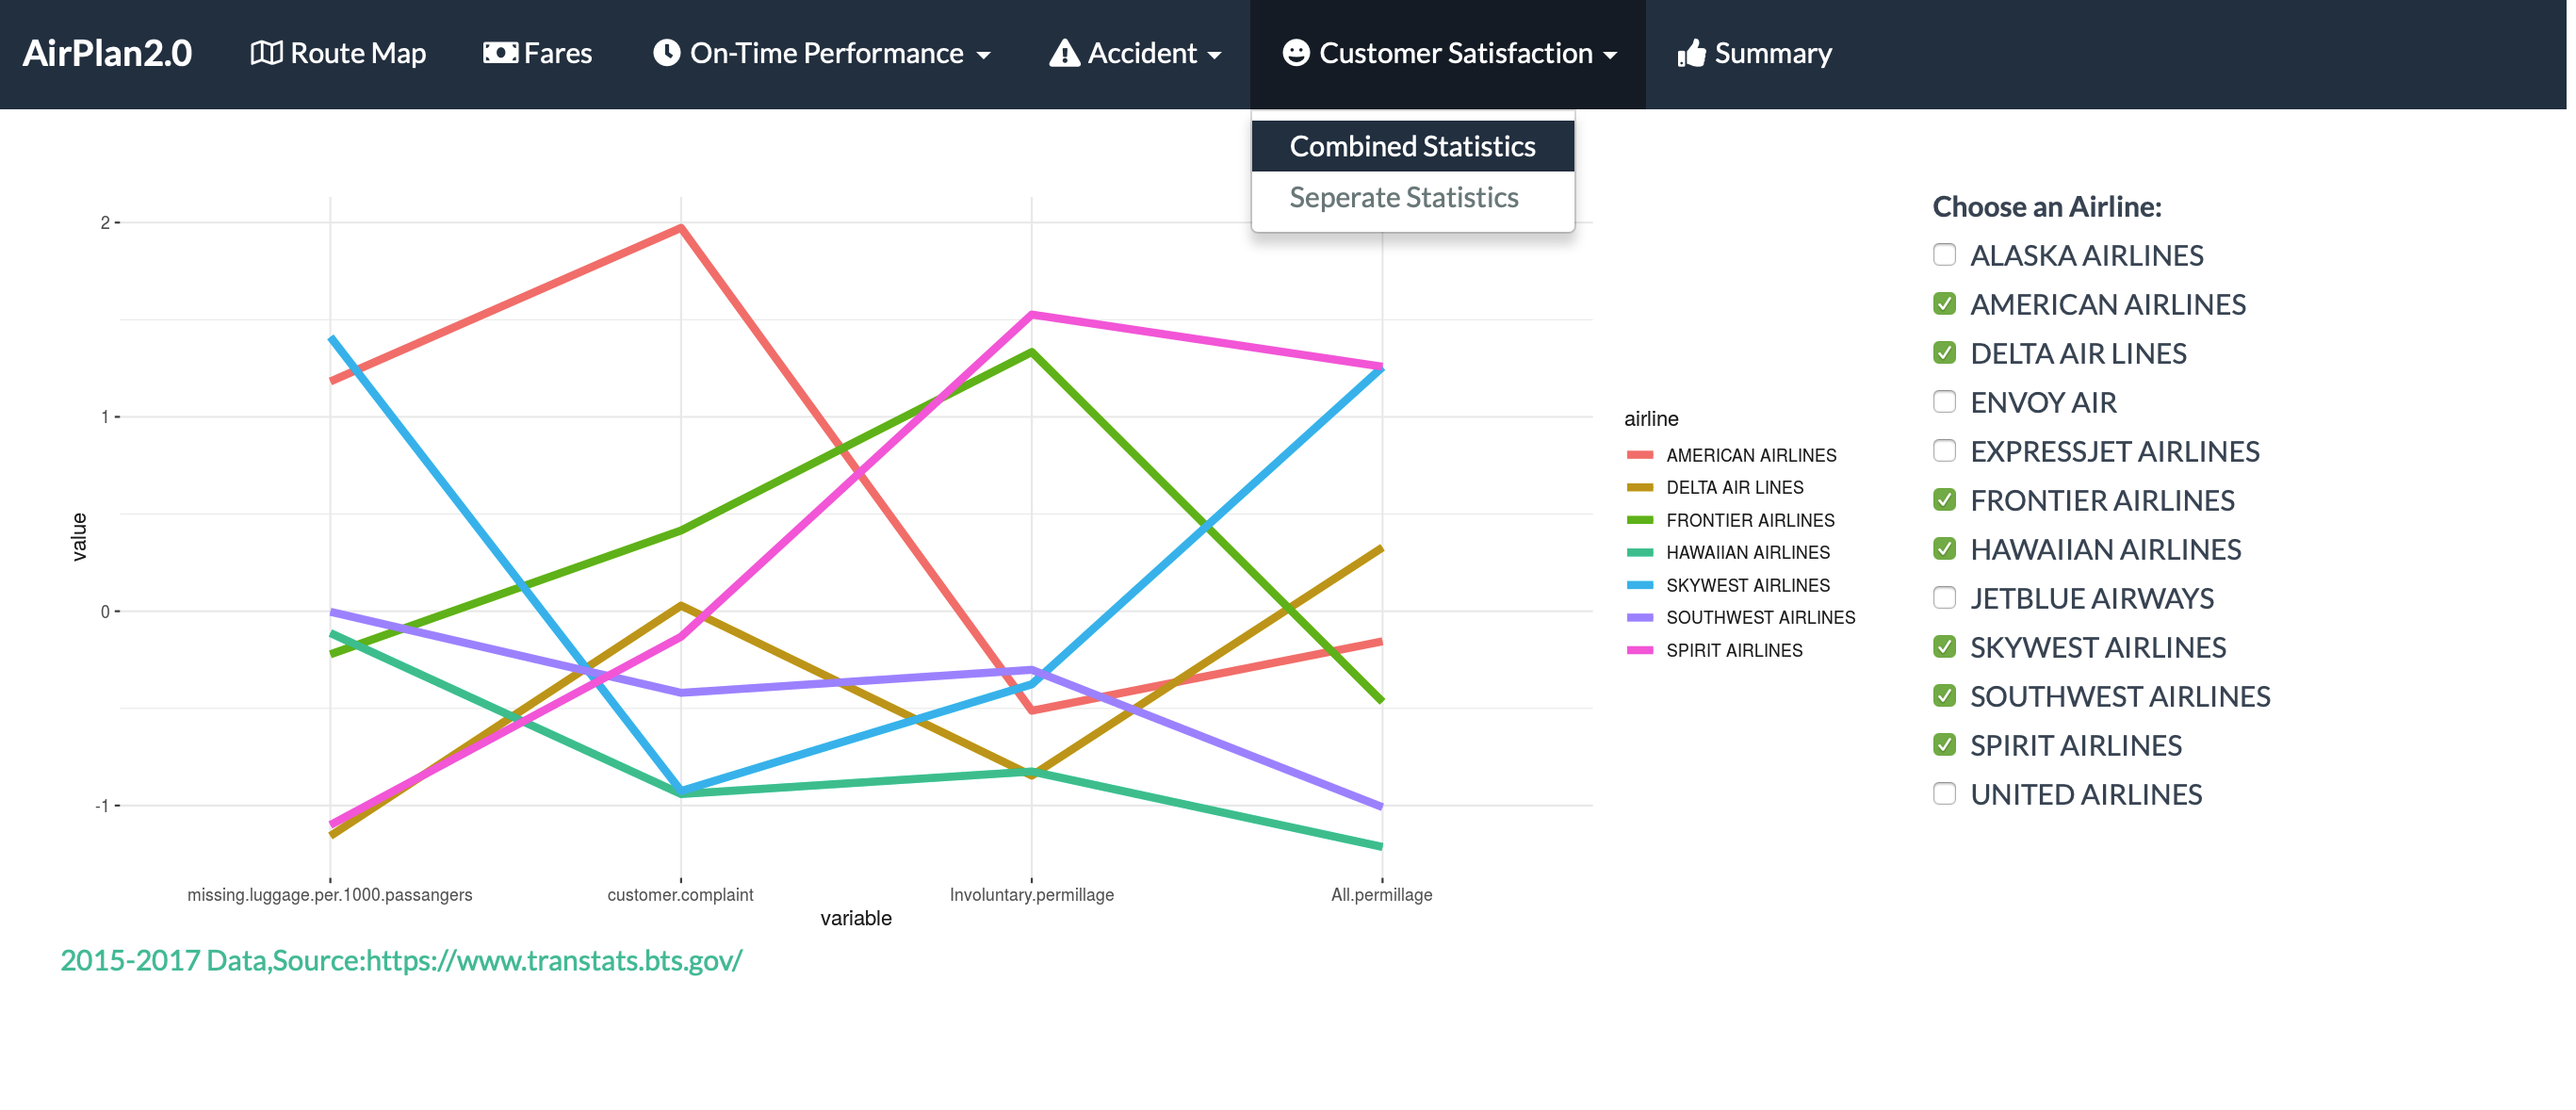 AirPlan2.0 Route Map Fares On-Time Performance Accident Customer Satisfaction Summary
Combined Statistics
Seperate Statistics
2
1
0
-1
value
missing.luggage.per.1000.passangers customer.complaint Involuntary.permillage All.permillage
variable
airline
AMERICAN AIRLINES
DELTA AIR LINES
FRONTIER AIRLINES
HAWAIIAN AIRLINES
SKYWEST AIRLINES
SOUTHWEST AIRLINES
SPIRIT AIRLINES
Choose an Airline:
ALASKA AIRLINES
AMERICAN AIRLINES
DELTA AIR LINES
ENVOY AIR
EXPRESSJET AIRLINES
FRONTIER AIRLINES
HAWAIIAN AIRLINES
JETBLUE AIRWAYS
SKYWEST AIRLINES
SOUTHWEST AIRLINES
SPIRIT AIRLINES
UNITED AIRLINES
2015-2017 Data,Source:https://www.transtats.bts.gov/